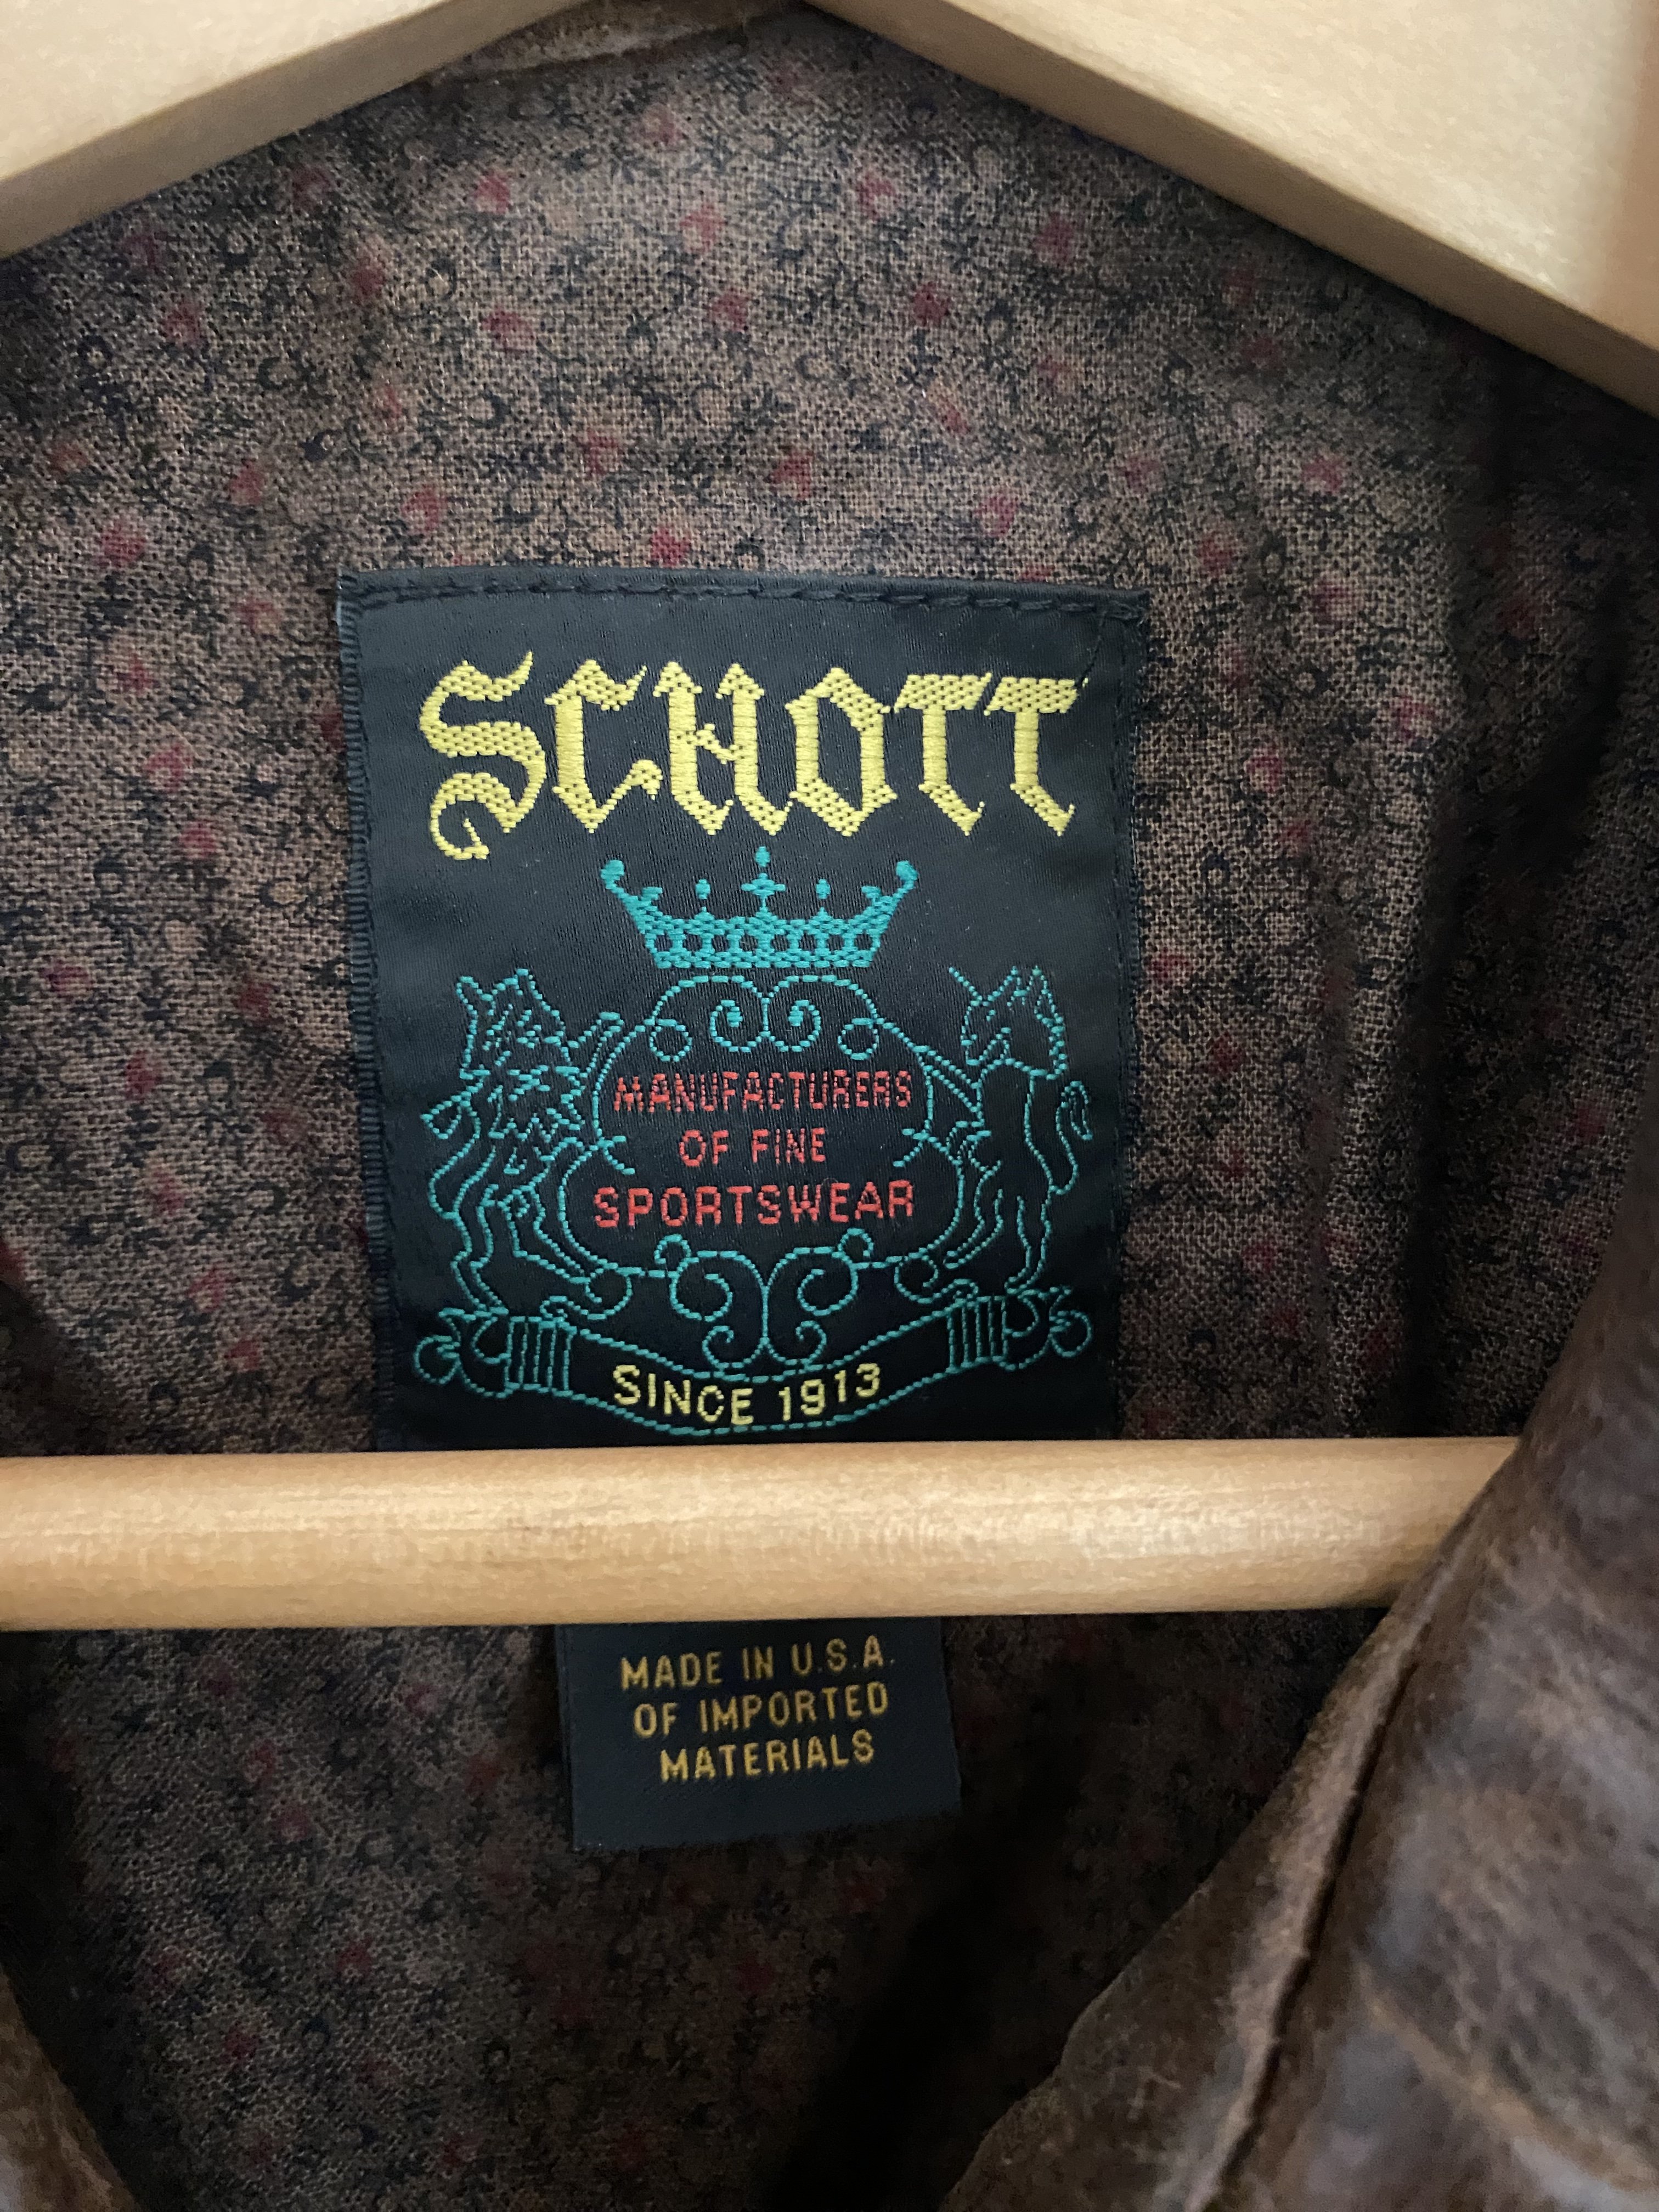 SCHOTT
MANUFACTURERS
OF FINE
SPORTSWEAR
SINCE 1913
MADE IN U.S.A.
OF IMPORTED
MATERIALS